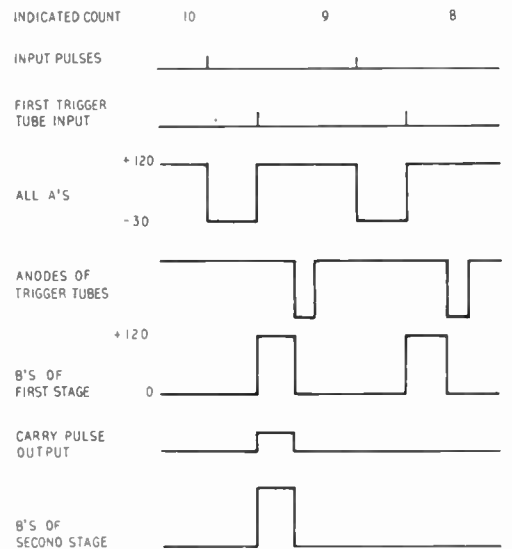 INDICATED COUNT 10 9 8
INPUT PULSES
FIRST TRIGGER
TUBE INPUT
+120
ALL A'S
-30
ANODES OF
TRIGGER TUBES
+120
B'S OF
FIRST STAGE 0
CARRY PULSE
OUTPUT
B'S OF
SECOND STAGE